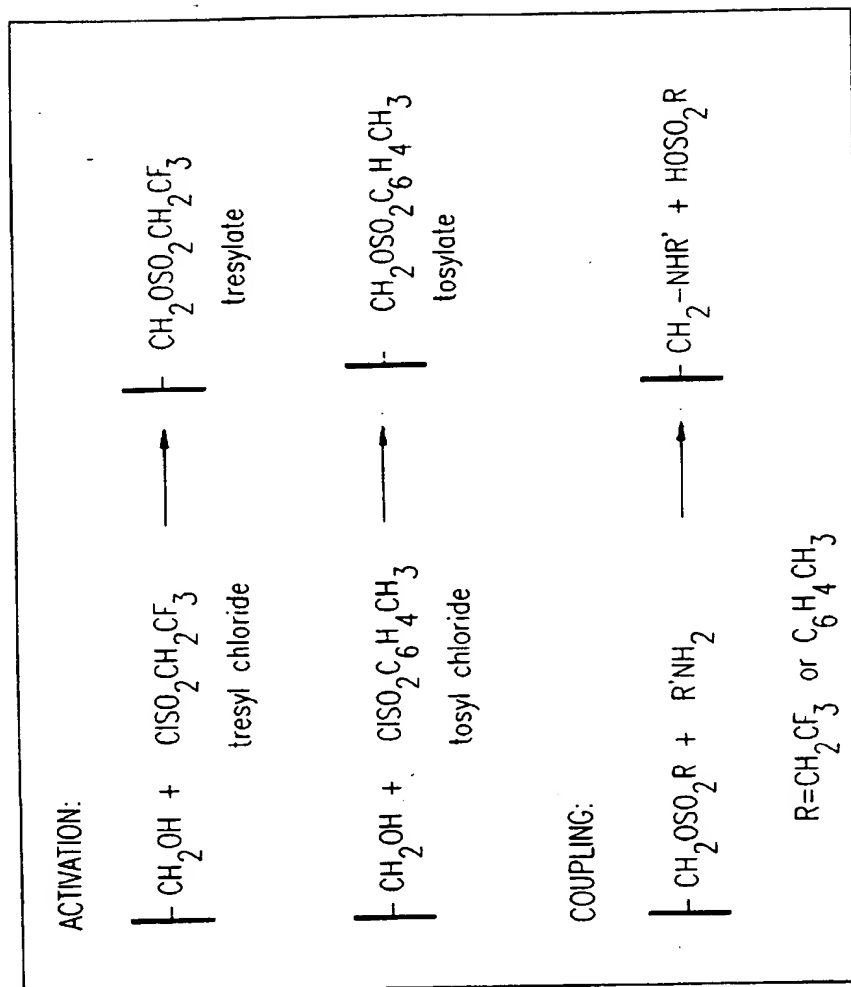 ACTIVATION:
CH2OH + ClSO2CH2CF3 → CH2OSO2CH2CF3
tresyl chloride tresylate
CH2OH + ClSO2C6H4CH3 → CH2OSO2C6H4CH3
tosyl chloride tosylate
COUPLING:
CH2OSO2R + R'NH2 → CH2-NHR' + HOSO2R
R=CH2CF3 or C6H4CH3